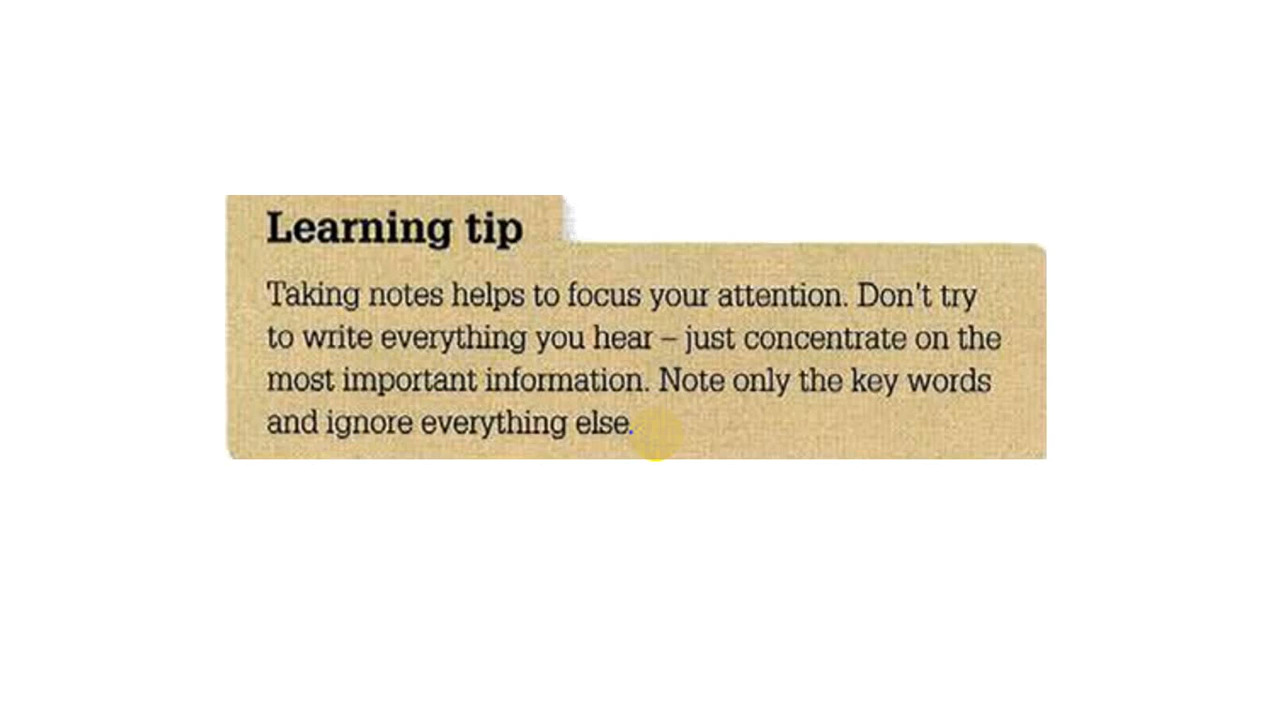 Learning tip
Taking notes helps to focus your attention. Don't try
to write everything you hear – just concentrate on the
most important information. Note only the key words
and ignore everything else.